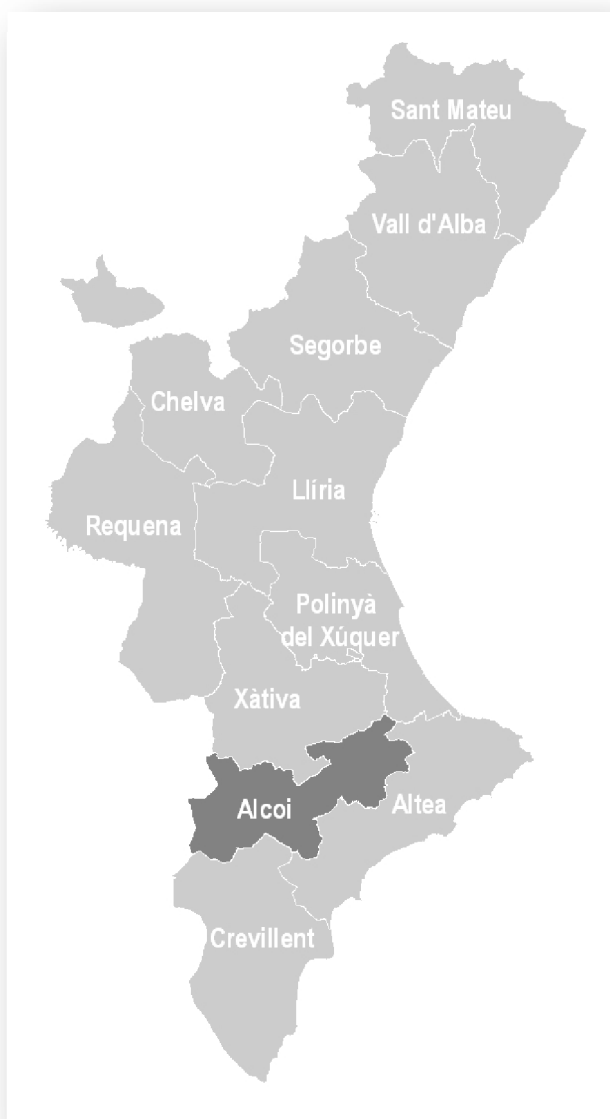 Sant Mateu
Vall d'Alba
Segorbe
Chelva
Llíria
Requena
Polinyà
del Xúquer
Xàtiva
Alcoi
Altea
Crevillent